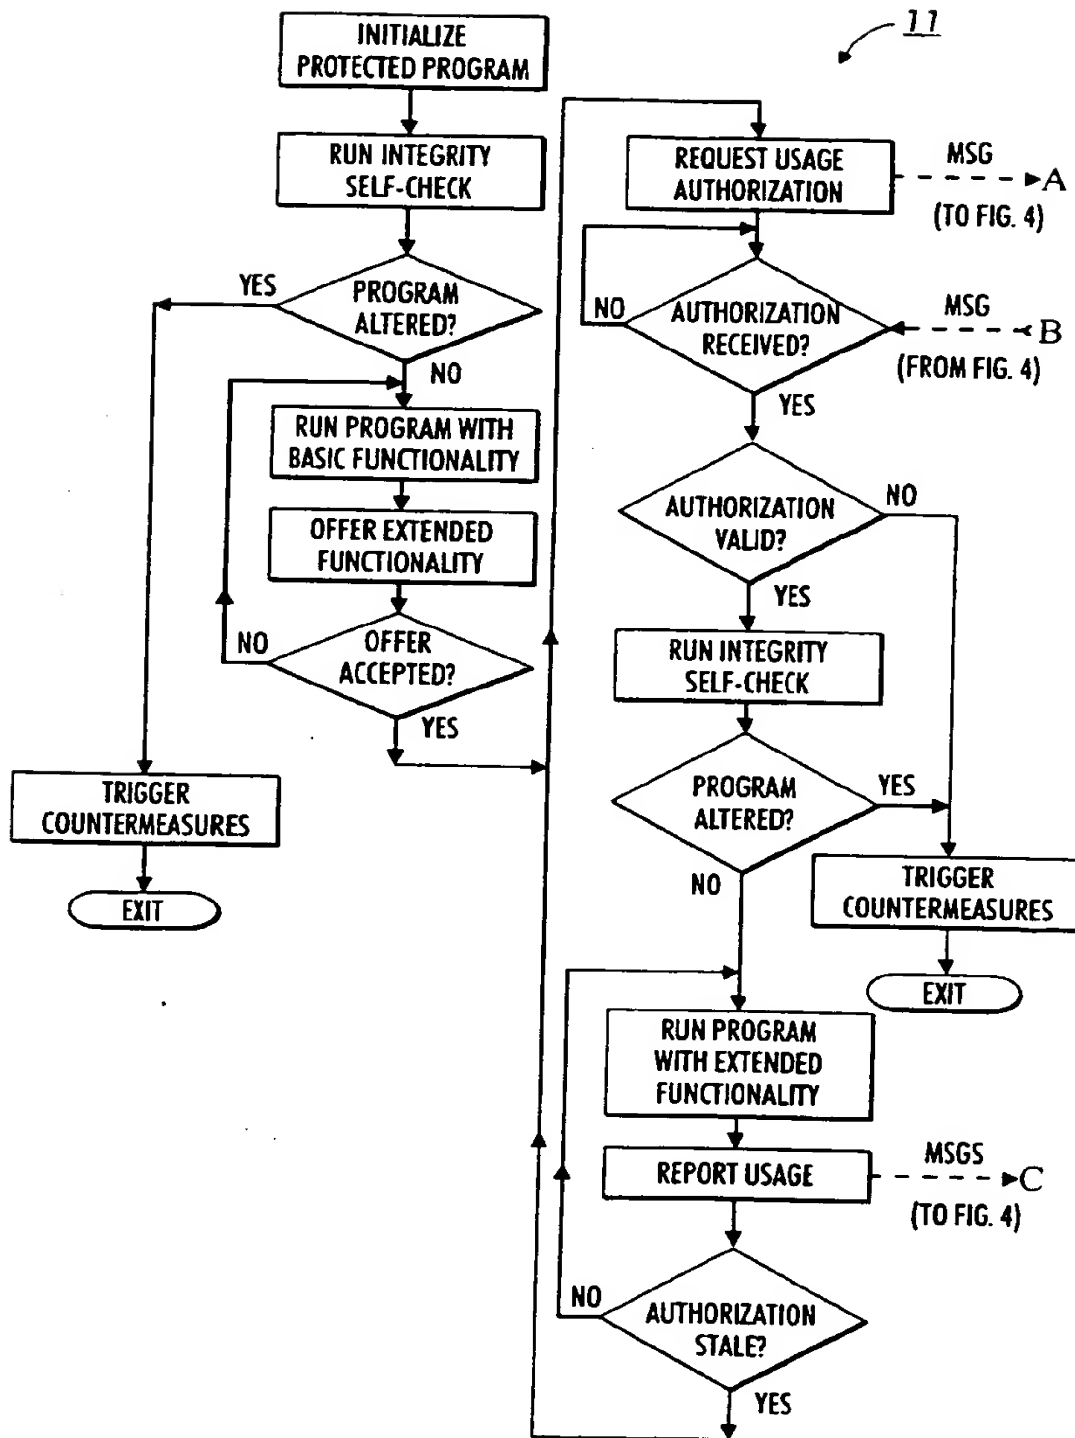 11
INITIALIZE
PROTECTED PROGRAM
RUN INTEGRITY
SELF-CHECK
PROGRAM
ALTERED?
YES
NO
RUN PROGRAM WITH
BASIC FUNCTIONALITY
OFFER EXTENDED
FUNCTIONALITY
OFFER
ACCEPTED?
NO
YES
TRIGGER
COUNTERMEASURES
EXIT
REQUEST USAGE
AUTHORIZATION
MSG
A
(TO FIG. 4)
AUTHORIZATION
RECEIVED?
NO
MSG
B
(FROM FIG. 4)
YES
AUTHORIZATION
VALID?
NO
YES
RUN INTEGRITY
SELF-CHECK
PROGRAM
ALTERED?
YES
NO
TRIGGER
COUNTERMEASURES
EXIT
RUN PROGRAM
WITH EXTENDED
FUNCTIONALITY
REPORT USAGE
MSGS
C
(TO FIG. 4)
AUTHORIZATION
STALE?
NO
YES